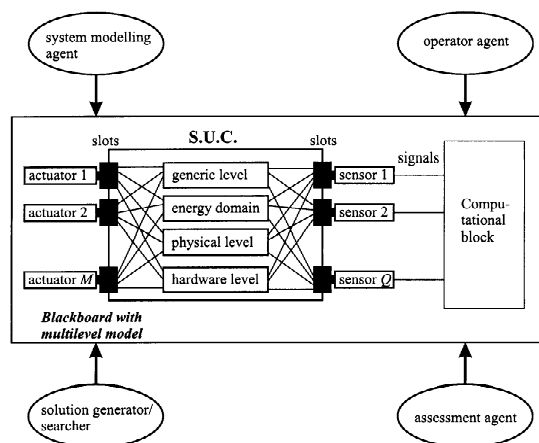 system modelling
agent
operator agent
slots
S.U.C.
slots
signals
actuator 1
generic level
sensor 1
actuator 2
energy domain
sensor 2
Compu-
tational
block
physical level
actuator M
hardware level
sensor Q
Blackboard with
multilevel model
solution generator/
searcher
assessment agent